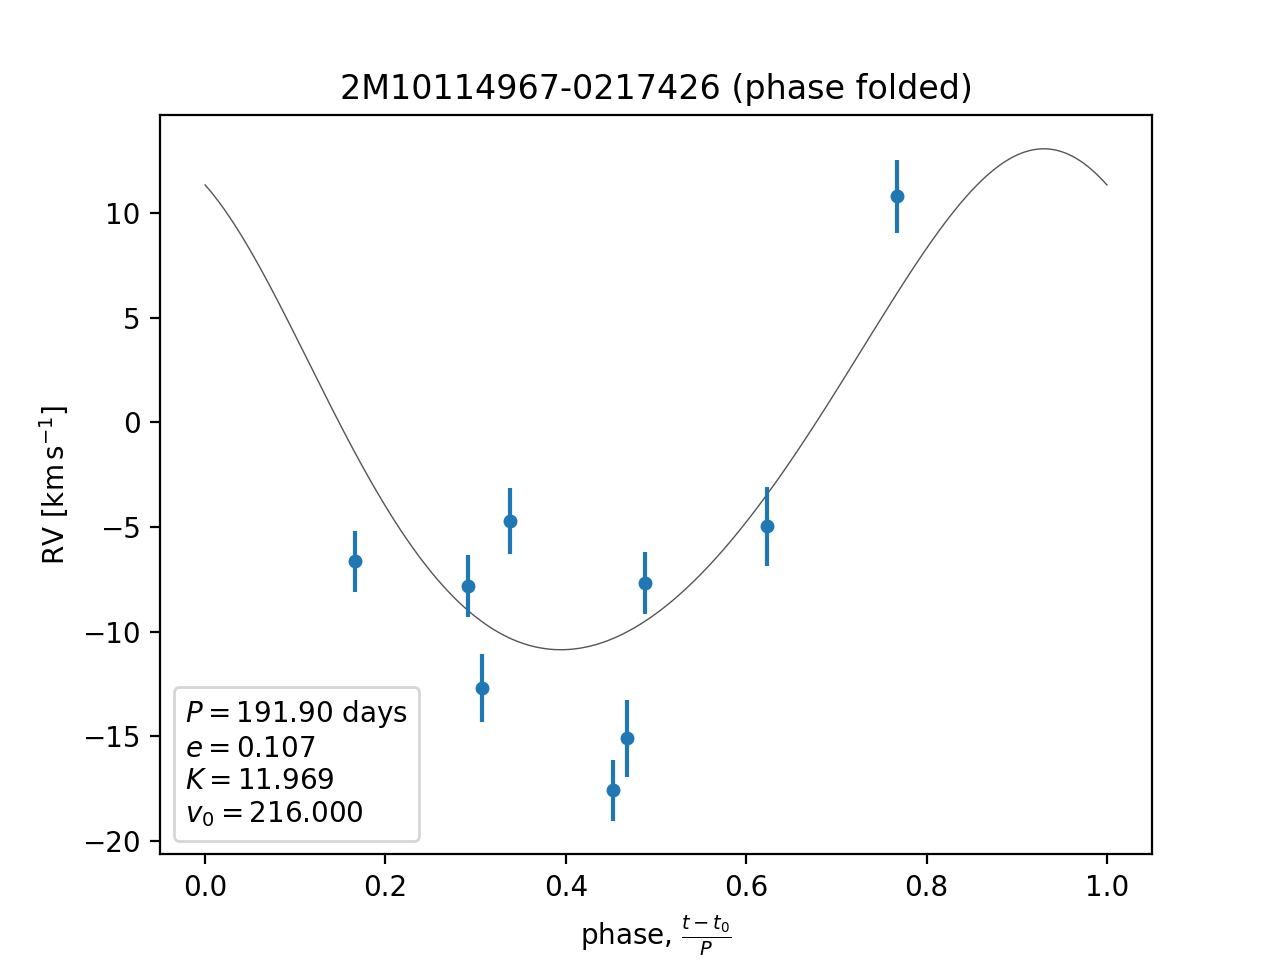 2M10114967-0217426 (phase folded)
RV [km s⁻¹]
10
5
0
−5
−10
−15
−20
P = 191.90 days
e = 0.107
K = 11.969
v₀ = 216.000
0.0 0.2 0.4 0.6 0.8 1.0
phase, (t − t₀)/P